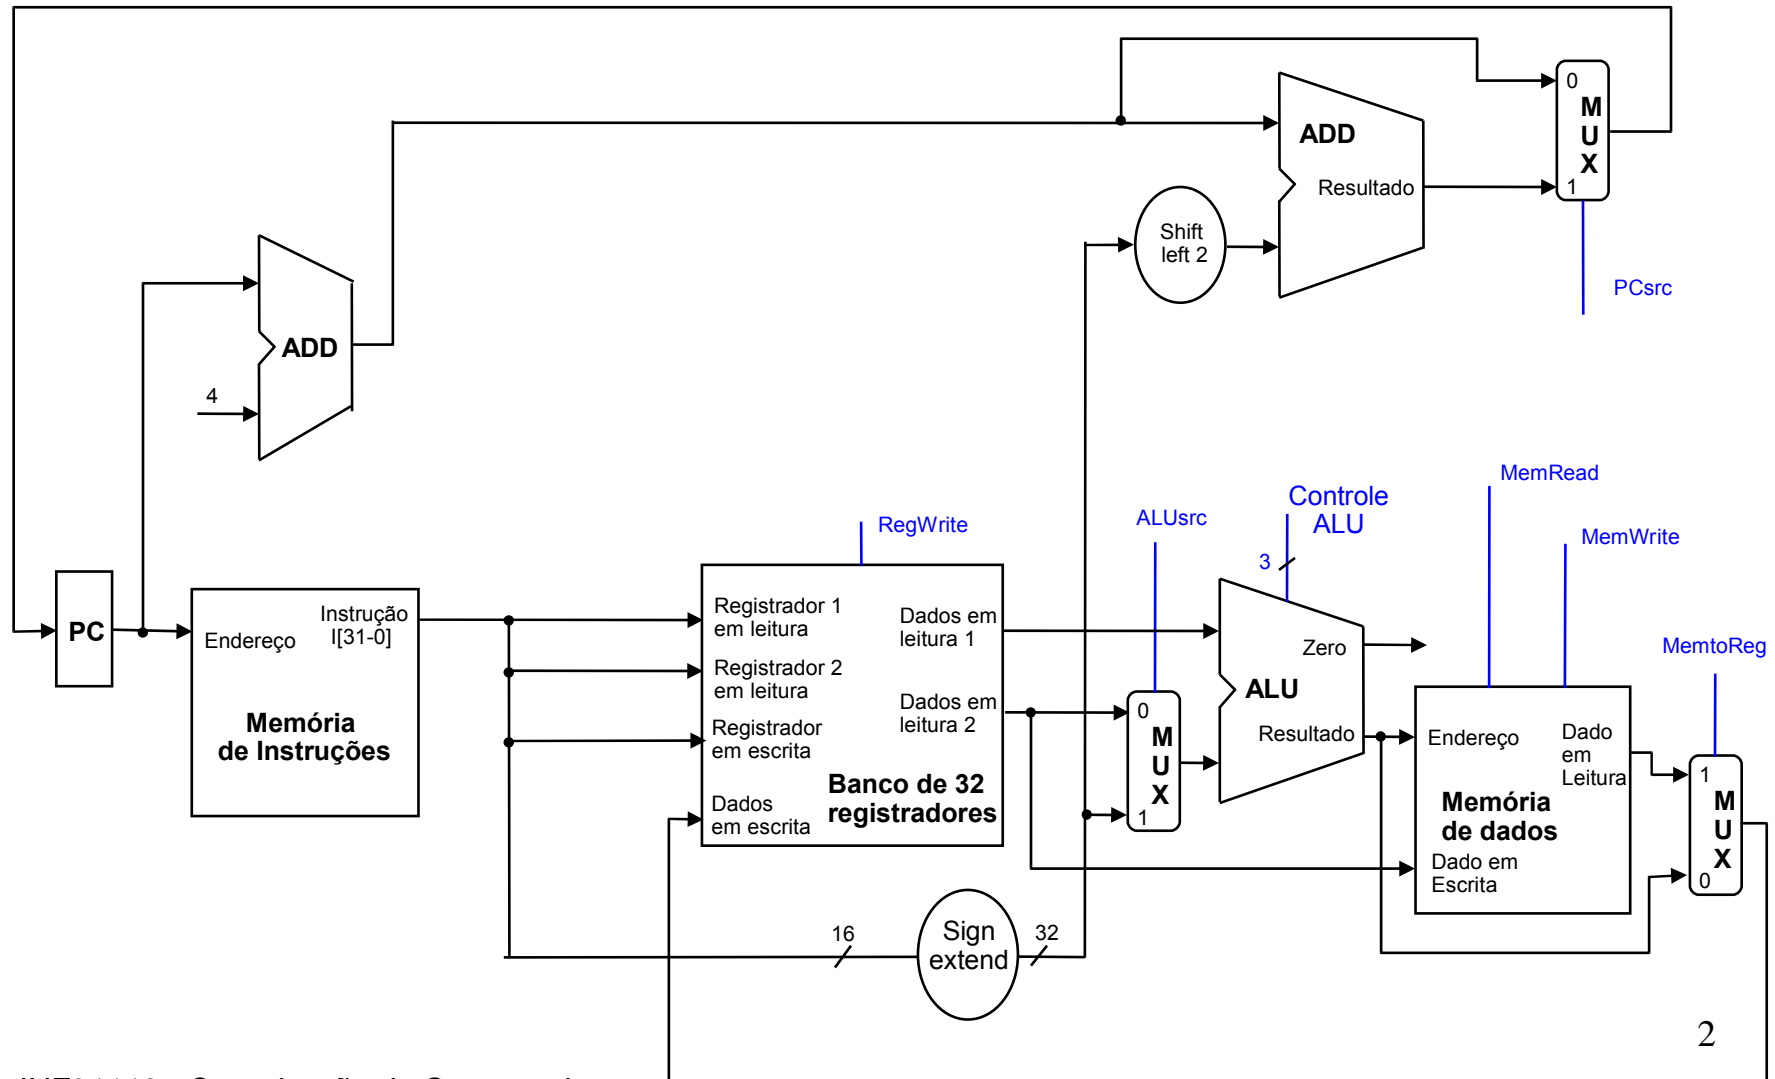 0
M
U
X
1
ADD
Resultado
Shift
left 2
PCsrc
ADD
4
MemRead
Controle
ALU
ALUsrc
RegWrite
MemWrite
3
PC
Instrução
I[31-0]
Endereço
Memória
de Instruções
Registrador 1
em leitura
Registrador 2
em leitura
Registrador
em escrita
Dados
em escrita
Dados em
leitura 1
Dados em
leitura 2
Banco de 32
registradores
0
M
U
X
1
Zero
ALU
Resultado
MemtoReg
Endereço
Dado
em
Leitura
Memória
de dados
Dado em
Escrita
1
M
U
X
0
16
Sign
extend
32
2